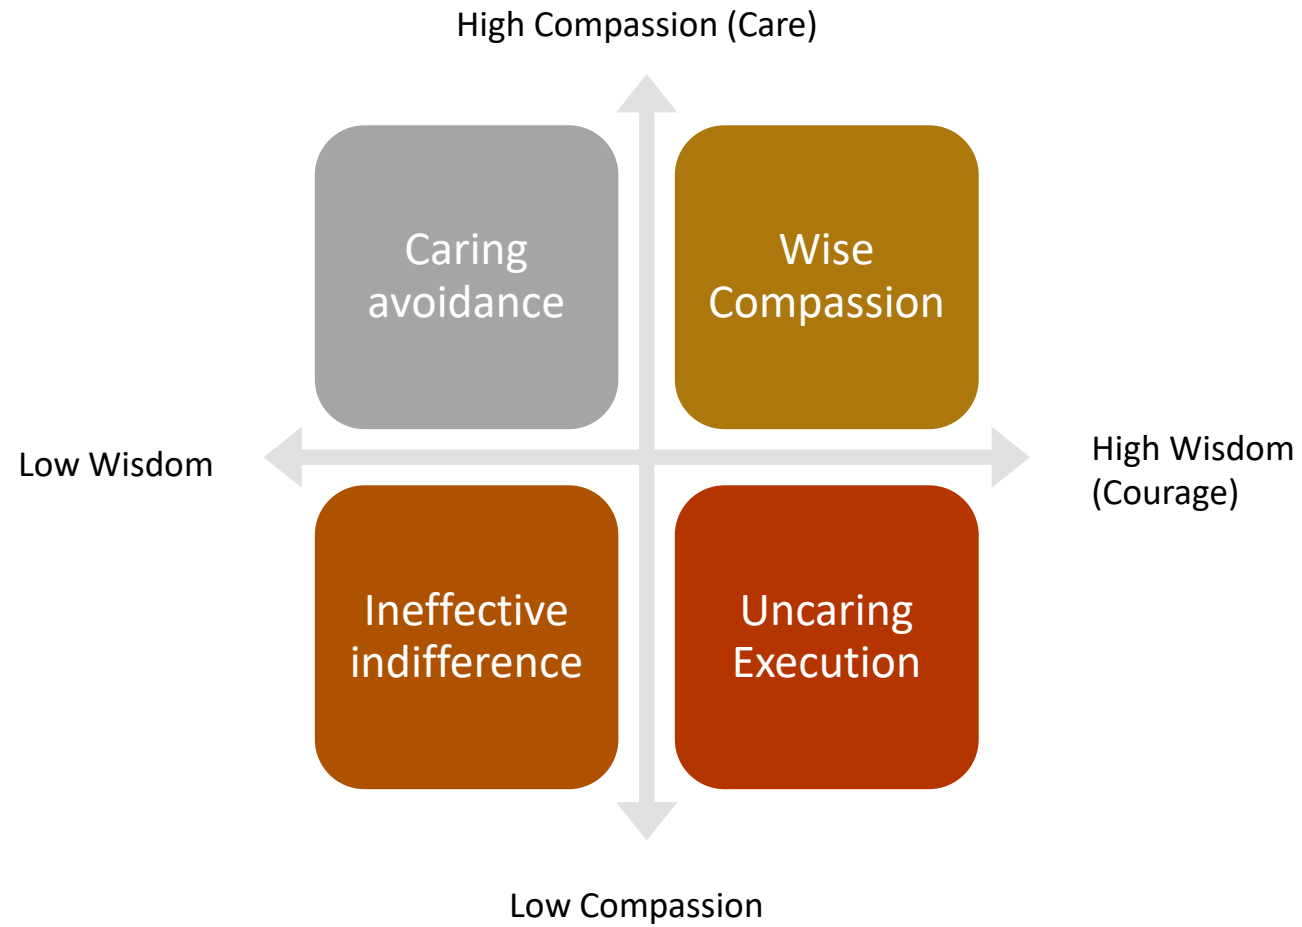 High Compassion (Care)
Caring
avoidance
Wise
Compassion
Low Wisdom
High Wisdom
(Courage)
Ineffective
indifference
Uncaring
Execution
Low Compassion